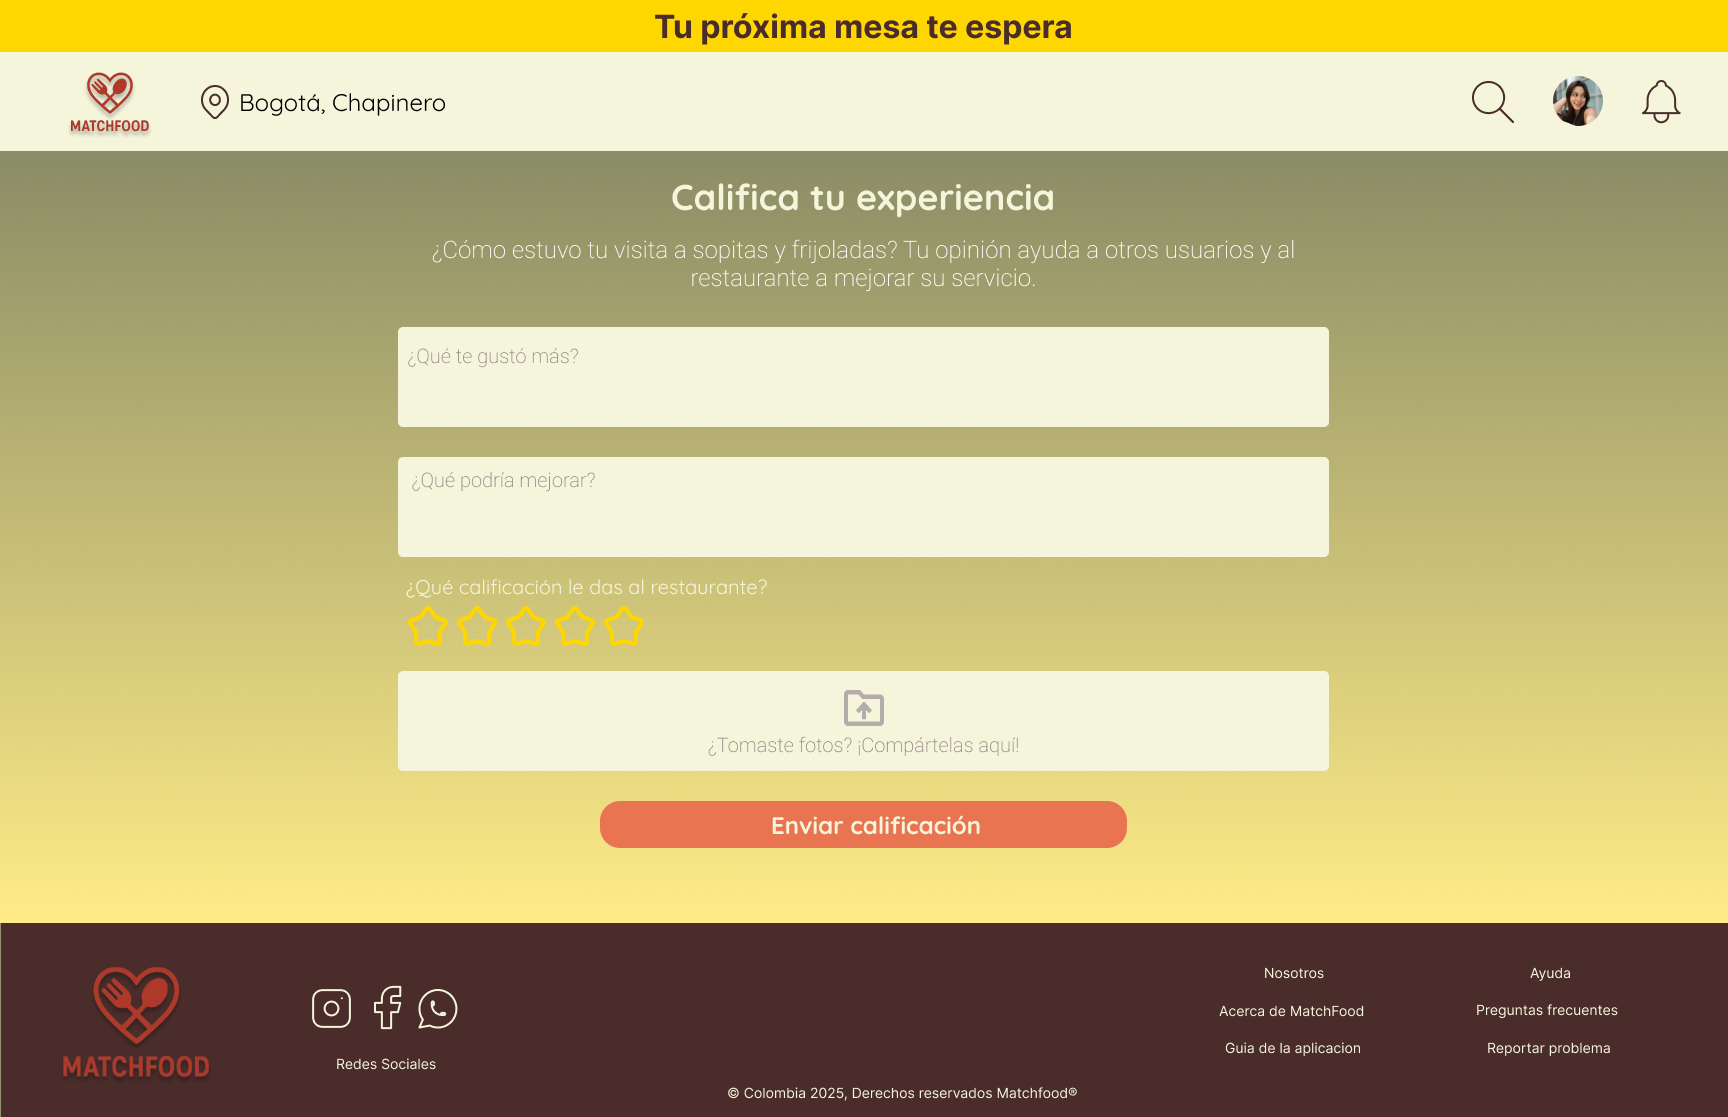 Tu próxima mesa te espera
MATCHFOOD
Bogotá, Chapinero
Califica tu experiencia
¿Cómo estuvo tu visita a sopitas y frijoladas? Tu opinión ayuda a otros usuarios y al
restaurante a mejorar su servicio.
¿Qué te gustó más?
¿Qué podría mejorar?
¿Qué calificación le das al restaurante?
¿Tomaste fotos? ¡Compártelas aquí!
Enviar calificación
MATCHFOOD
Redes Sociales
Nosotros
Acerca de MatchFood
Guia de la aplicacion
Ayuda
Preguntas frecuentes
Reportar problema
© Colombia 2025, Derechos reservados Matchfood®